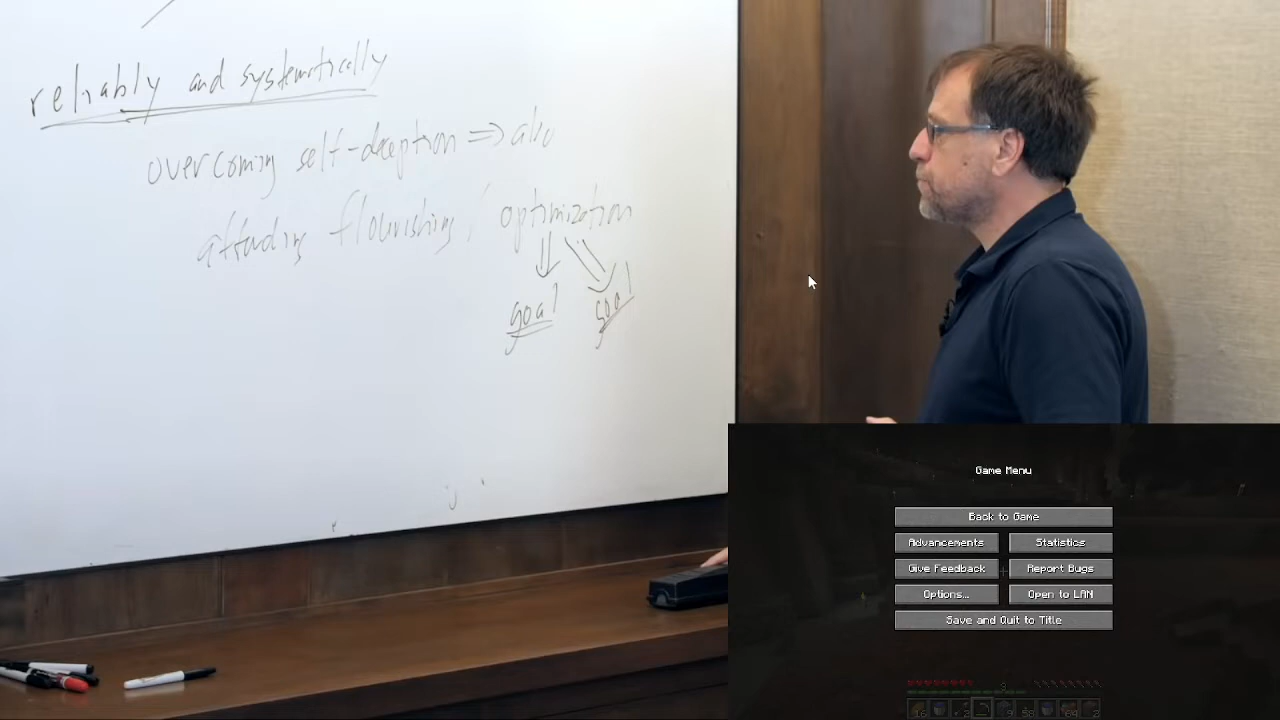 reliably and systematically
overcoming self-deception => also
affording flourishing / optimization
goal goal
Game Menu
Back to Game
Advancements Statistics
Give Feedback Report Bugs
Options... Open to LAN
Save and Quit to Title